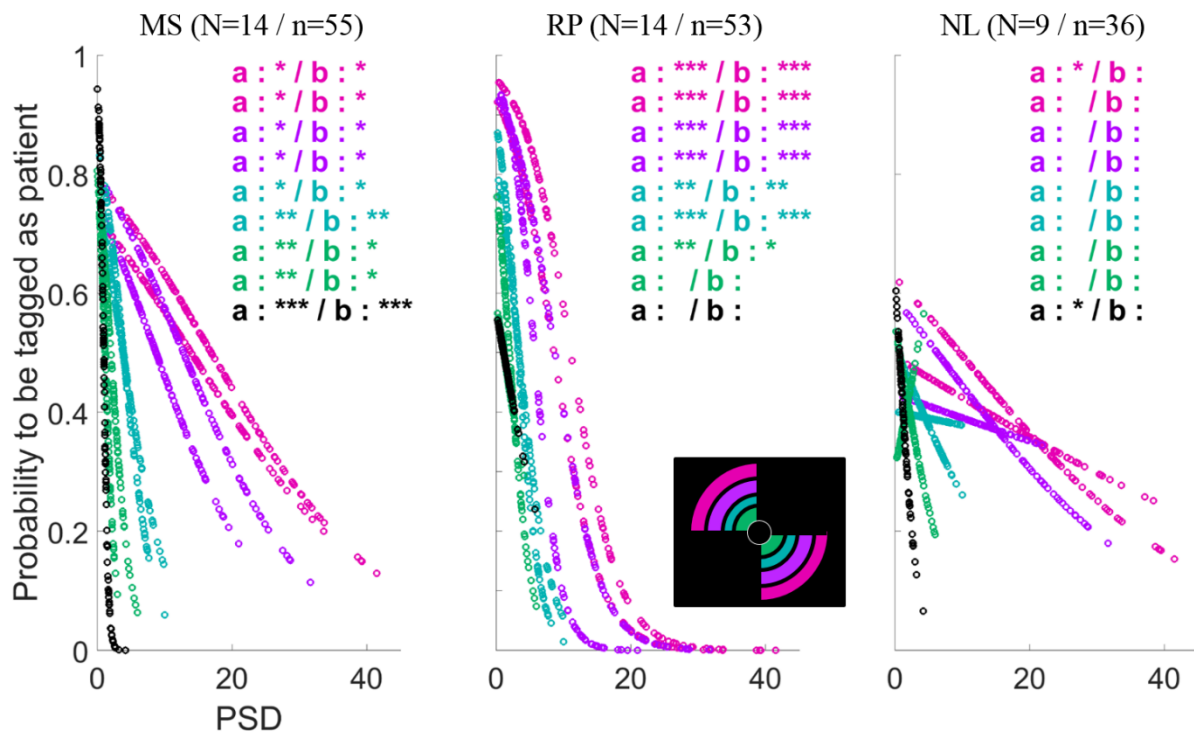 MS (N=14 / n=55)
RP (N=14 / n=53)
NL (N=9 / n=36)
Probability to be tagged as patient
1
0.8
0.6
0.4
0.2
0
a : * / b : *
a : * / b : *
a : * / b : *
a : * / b : *
a : * / b : *
a : ** / b : **
a : ** / b : *
a : ** / b : *
a : *** / b : ***
0 20 40
PSD
a : *** / b : ***
a : *** / b : ***
a : *** / b : ***
a : *** / b : ***
a : ** / b : **
a : *** / b : ***
a : ** / b : *
a : / b :
a : / b :
0 20 40
a : * / b :
a : / b :
a : / b :
a : / b :
a : / b :
a : / b :
a : / b :
a : / b :
a : * / b :
0 20 40